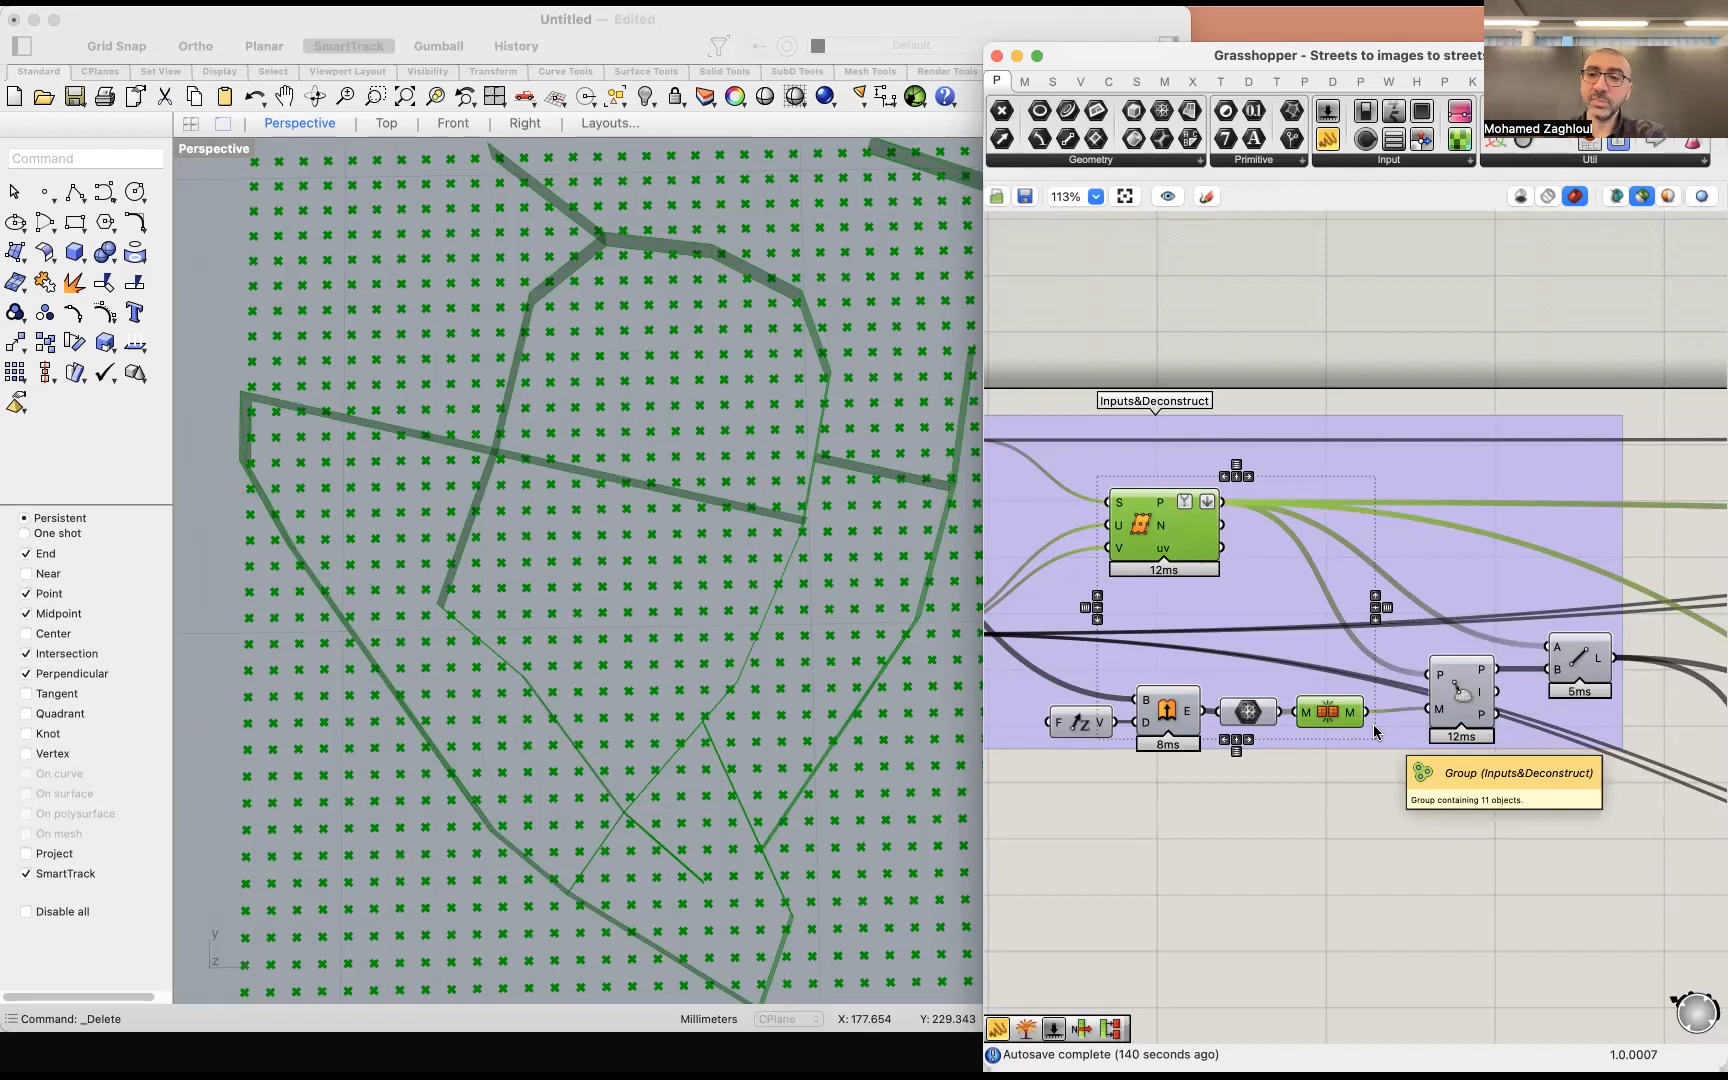 Untitled — Edited
Grid Snap Ortho Planar SmartTrack Gumball History Default
Standard CPlanes Set View Display Select Viewport Layout Visibility Transform Curve Tools Surface Tools Solid Tools SubD Tools Mesh Tools Render Tools
Perspective | Top | Front | Right | Layouts...
Command
Perspective
Persistent
One shot
End
Near
Point
Midpoint
Center
Intersection
Perpendicular
Tangent
Quadrant
Knot
Vertex
On curve
On surface
On polysurface
On mesh
Project
SmartTrack
Disable all
y
z
Command: _Delete
Millimeters CPlane X: 177.654 Y: 229.343
Grasshopper - Streets to images to streets
P M S V C S M X T D T P D P W H P K
Mohamed Zaghloul
Geometry Primitive Input Util
113%
Inputs&Deconstruct
S P
U N
V uv
12ms
F V
B E
D
8ms
M M
P P
I
M P
12ms
A L
B
5ms
Group (Inputs&Deconstruct)
Group containing 11 objects.
Autosave complete (140 seconds ago)
1.0.0007